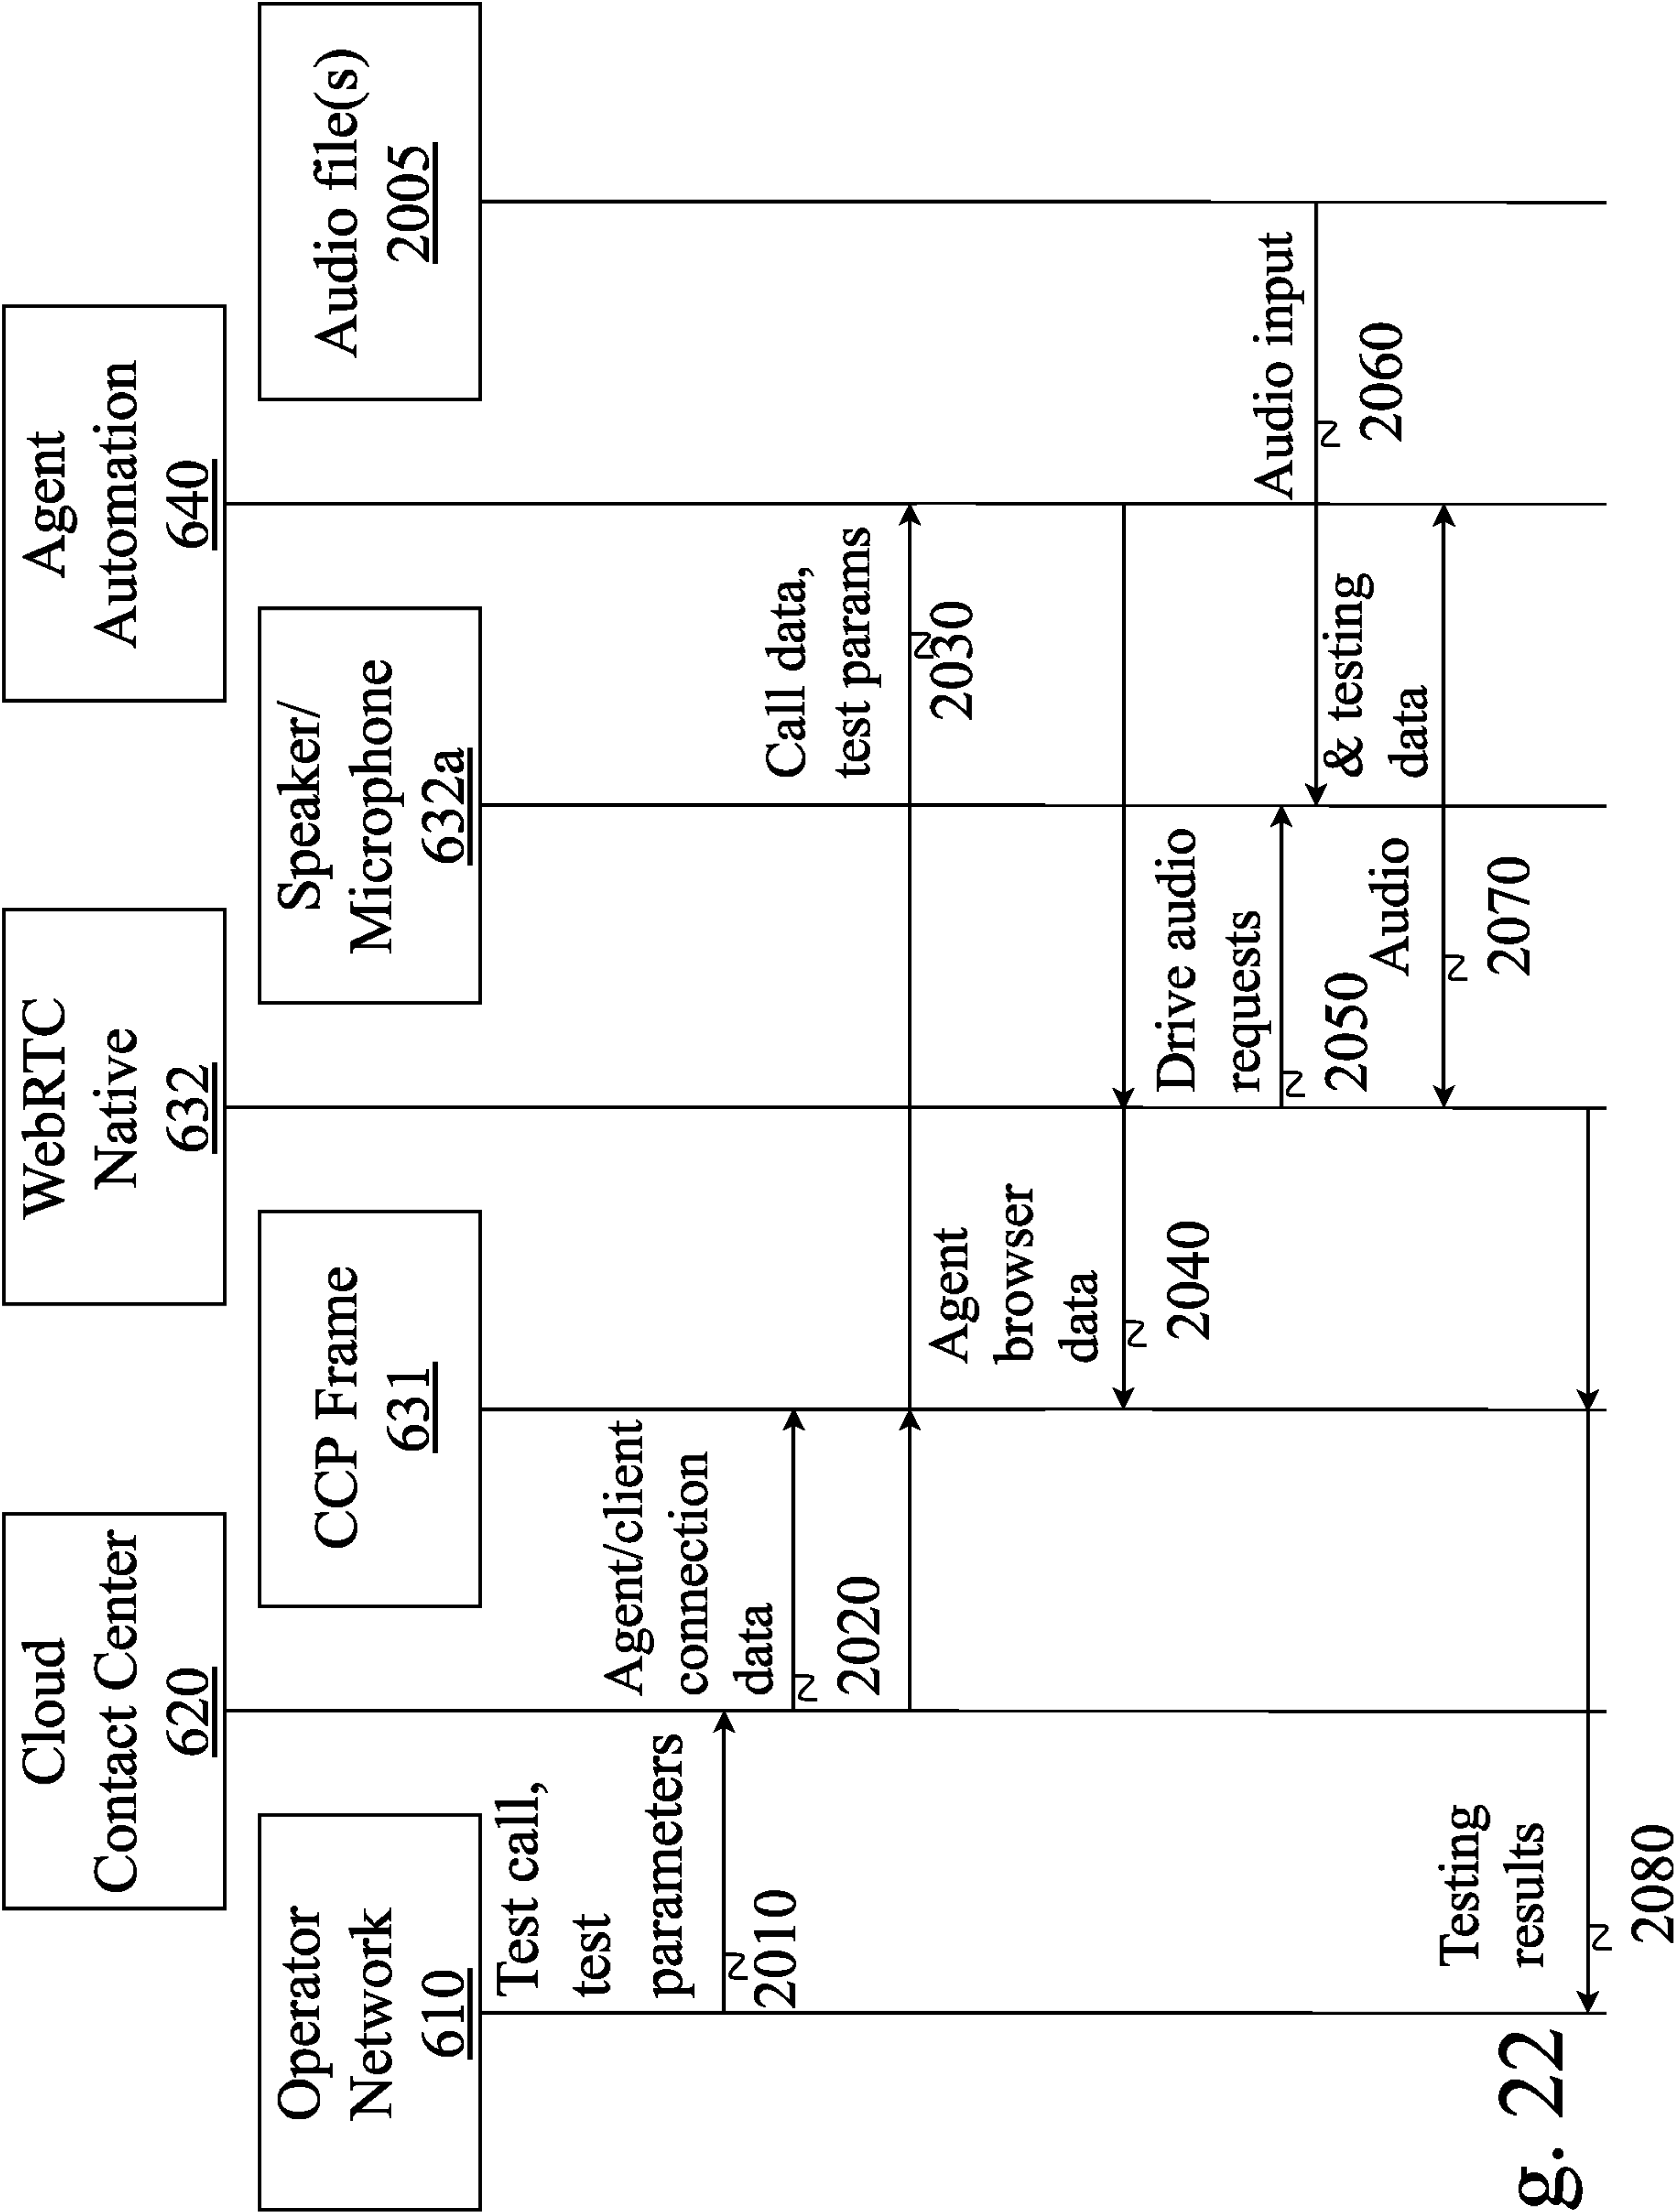 Operator
Network
610
Cloud
Contact Center
620
CCP Frame
631
WebRTC
Native
632
Speaker/
Microphone
632a
Agent
Automation
640
Audio file(s)
2005
Test call,
test
parameters
2010
Agent/client
connection
data
2020
Call data,
test params
2030
Agent
browser
data
2040
Drive audio
requests
2050
Audio input
2060
Audio
& testing
data
2070
Testing
results
2080
g. 22